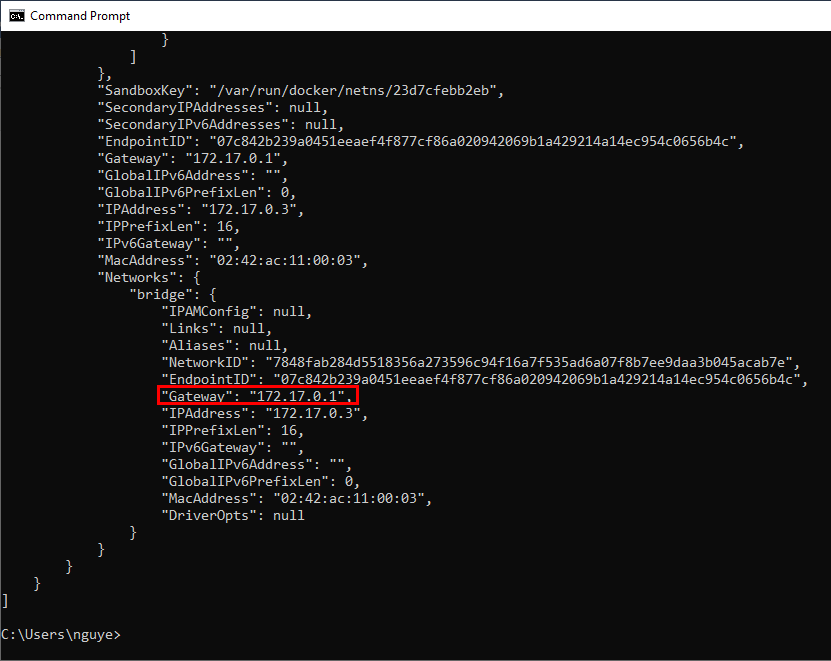 Command Prompt
                    }
                ]
            },
            "SandboxKey": "/var/run/docker/netns/23d7cfebb2eb",
            "SecondaryIPAddresses": null,
            "SecondaryIPv6Addresses": null,
            "EndpointID": "07c842b239a0451eeaef4f877cf86a020942069b1a429214a14ec954c0656b4c",
            "Gateway": "172.17.0.1",
            "GlobalIPv6Address": "",
            "GlobalIPv6PrefixLen": 0,
            "IPAddress": "172.17.0.3",
            "IPPrefixLen": 16,
            "IPv6Gateway": "",
            "MacAddress": "02:42:ac:11:00:03",
            "Networks": {
                "bridge": {
                    "IPAMConfig": null,
                    "Links": null,
                    "Aliases": null,
                    "NetworkID": "7848fab284d5518356a273596c94f16a7f535ad6a07f8b7ee9daa3b045acab7e",
                    "EndpointID": "07c842b239a0451eeaef4f877cf86a020942069b1a429214a14ec954c0656b4c",
                    "Gateway": "172.17.0.1",
                    "IPAddress": "172.17.0.3",
                    "IPPrefixLen": 16,
                    "IPv6Gateway": "",
                    "GlobalIPv6Address": "",
                    "GlobalIPv6PrefixLen": 0,
                    "MacAddress": "02:42:ac:11:00:03",
                    "DriverOpts": null
                }
            }
        }
    }
]
C:\Users\nguye>